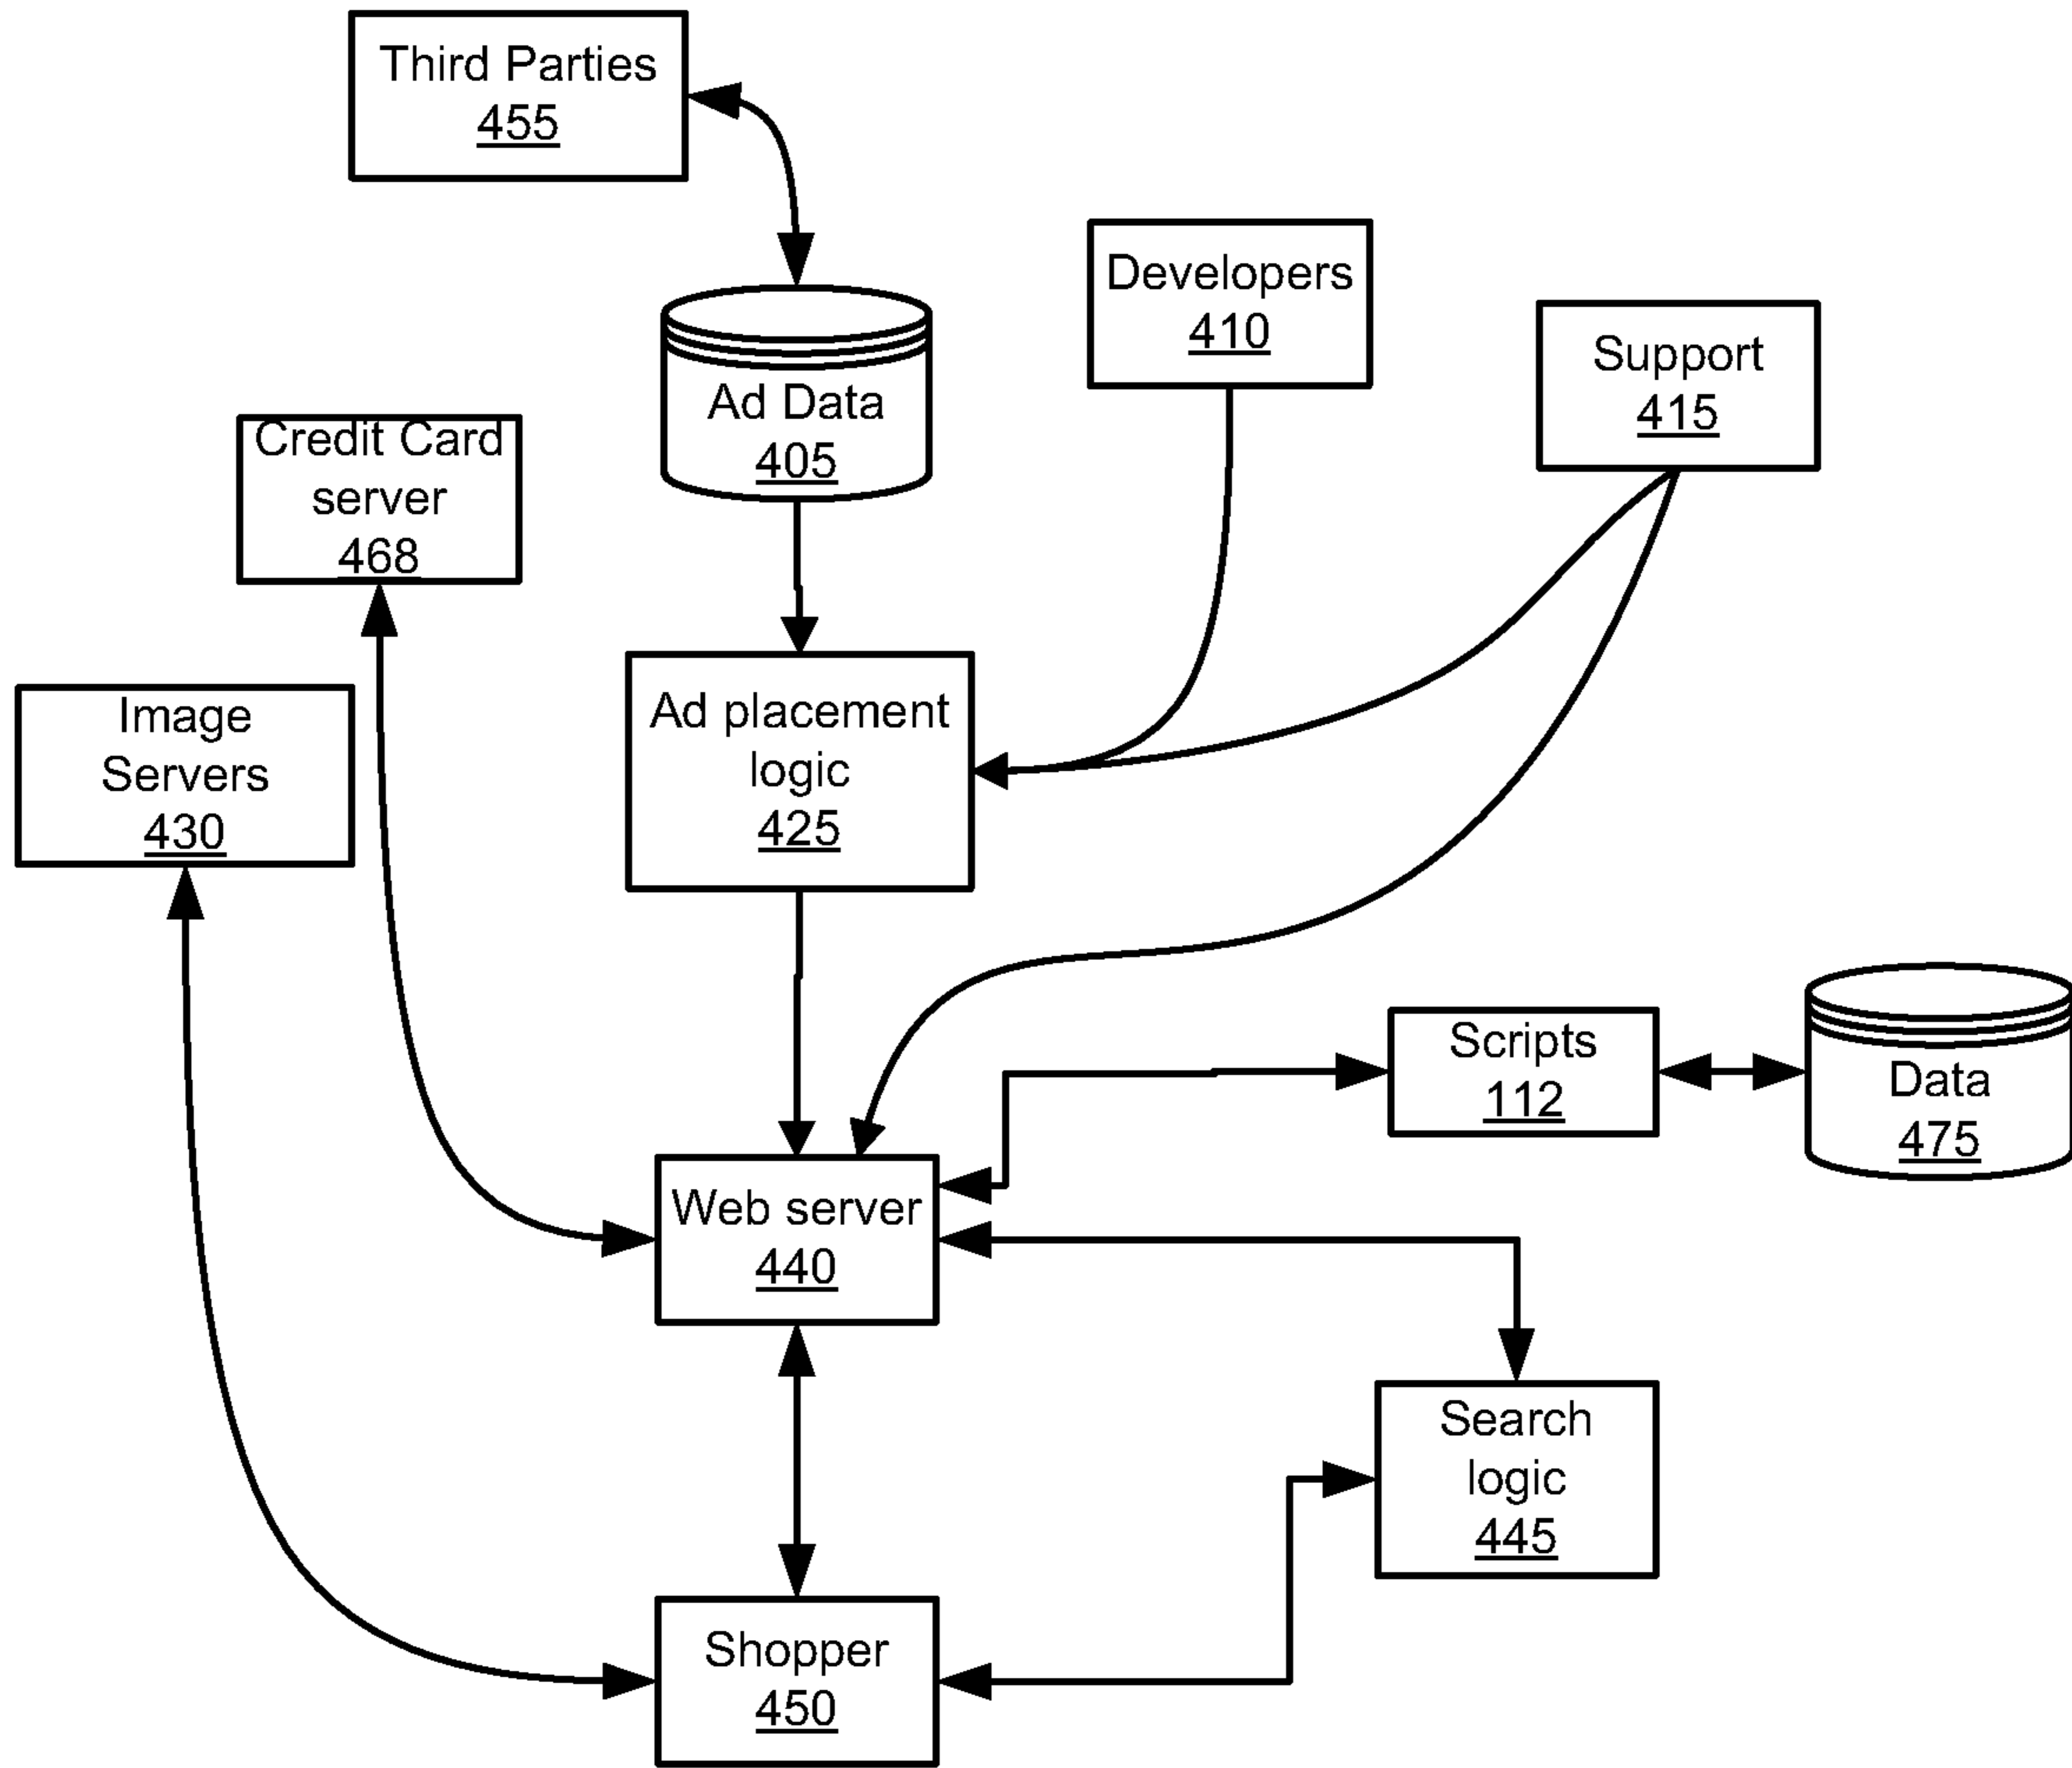 Third Parties
455
Developers
410
Support
415
Ad Data
405
Credit Card
server
468
Ad placement
logic
425
Image
Servers
430
Scripts
112
Data
475
Web server
440
Search
logic
445
Shopper
450